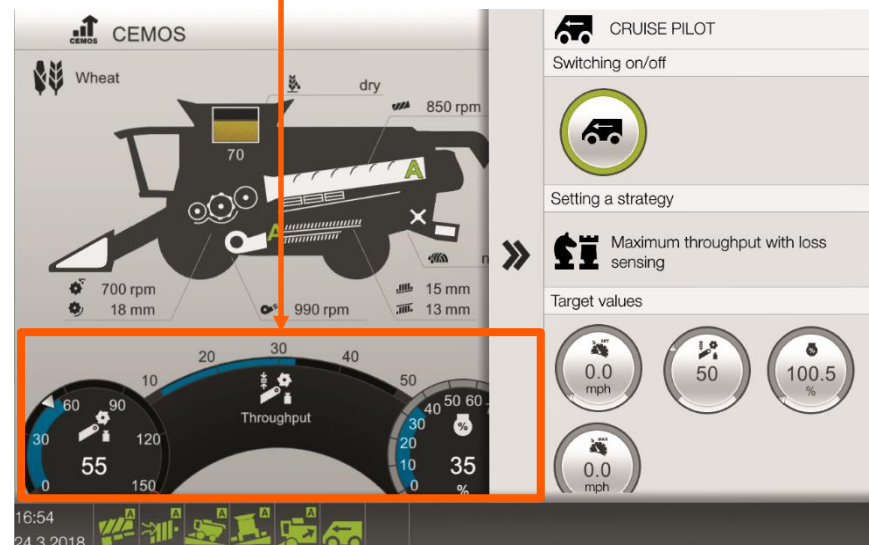 CEMOS
CEMOS
Wheat
dry
850 rpm
70
A
A
n
700 rpm
18 mm
990 rpm
15 mm
13 mm
10
20
30
40
50
Throughput
0
30
60
90
120
150
55
0
10
20
30
40
50
60
%
35
%
16:54
24.3.2018
A
A
A
A
A
CRUISE PILOT
Switching on/off
Setting a strategy
Maximum throughput with loss
sensing
Target values
SET
0.0
mph
50
%
100.5
%
MAX
0.0
mph